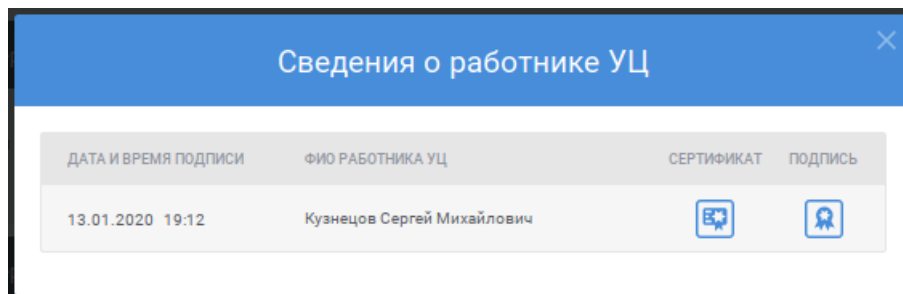 Сведения о работнике УЦ
ДАТА И ВРЕМЯ ПОДПИСИ ФИО РАБОТНИКА УЦ СЕРТИФИКАТ ПОДПИСЬ
13.01.2020 19:12 Кузнецов Сергей Михайлович